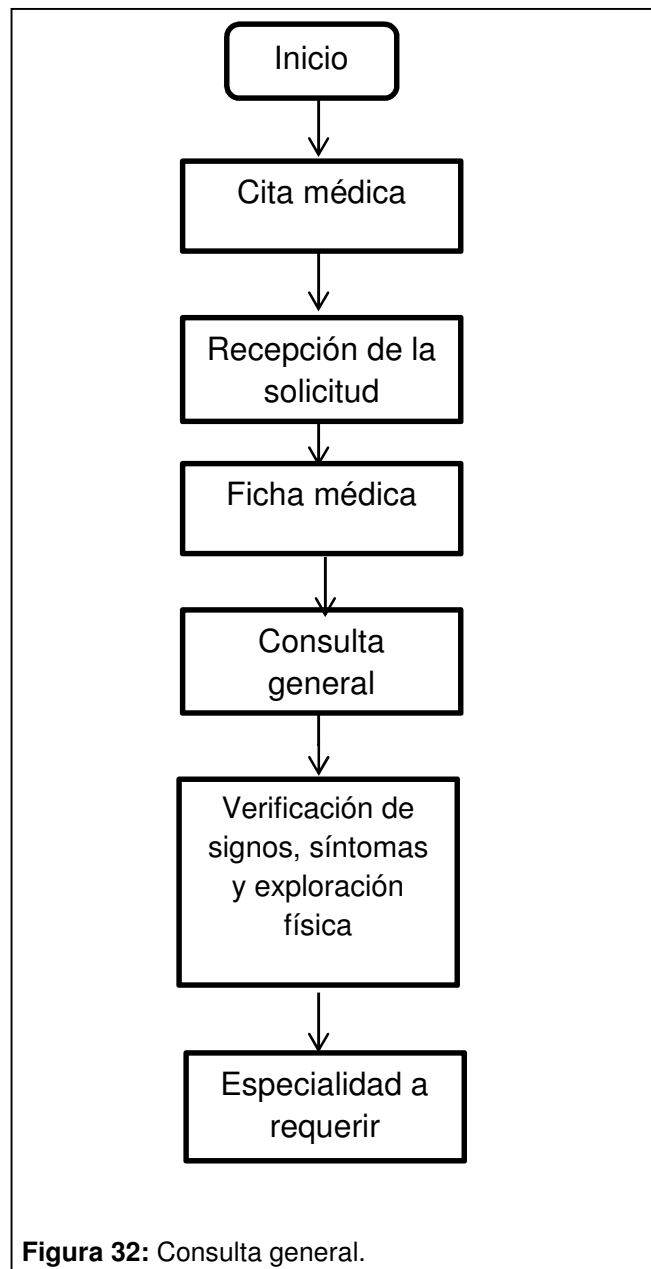 Inicio
Cita médica
Recepción de la
solicitud
Ficha médica
Consulta
general
Verificación de
signos, síntomas
y exploración
física
Especialidad a
requerir
Figura 32: Consulta general.